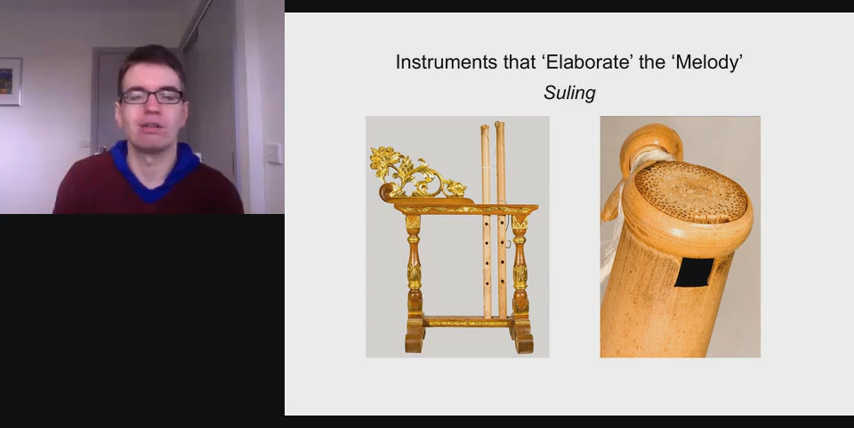 Instruments that ‘Elaborate’ the ‘Melody’
Suling